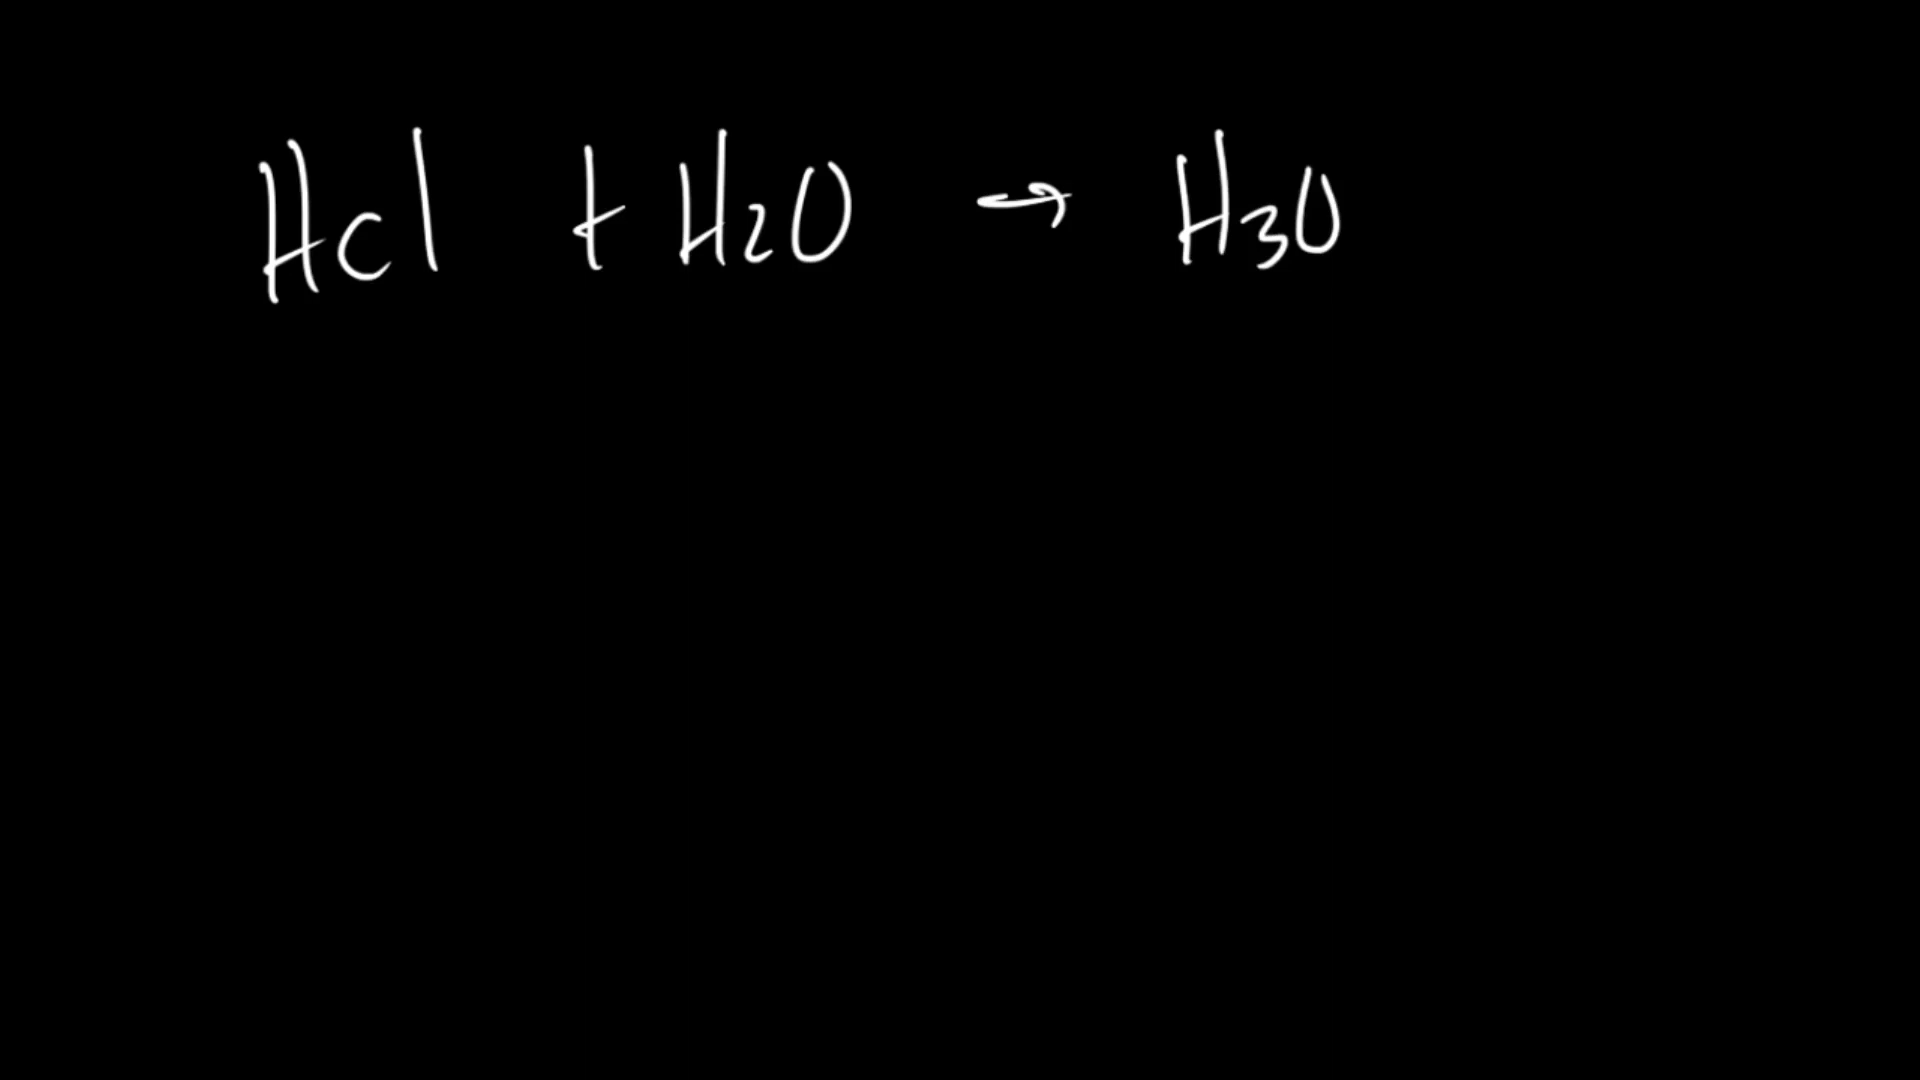 HCl + H2O → H3O